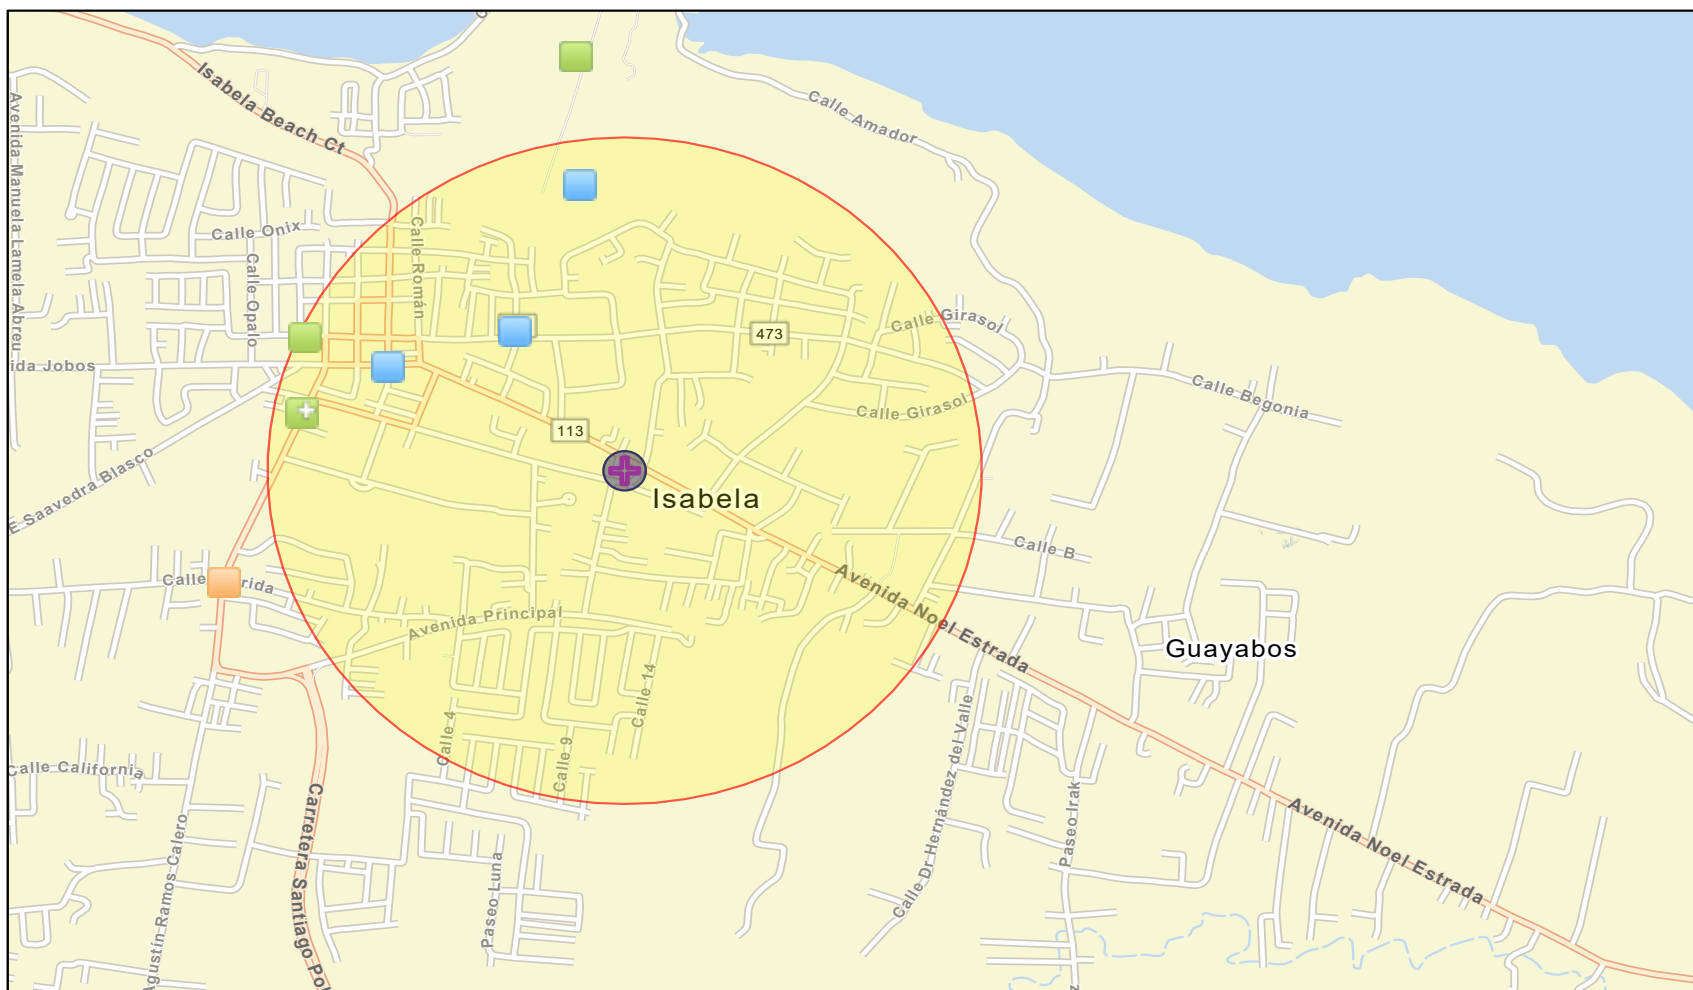 Isabela Beach Ct
Calle Amador
Avenida Manuela Lamela Abreu
Calle Onix
Calle Román
Calle Opalo
Calle Girasol
473
ida Jobos
Calle Begonia
Calle Girasol
113
E Saavedra Blasco
Isabela
Calle B
Calle rida
Avenida Noel Estrada
Avenida Principal
Guayabos
Calle 14
Calle 4
Calle 9
Calle Dr Hernández del Valle
Calle California
Carretera Santiago Pol
Paseo Irak
Avenida Noel Estrada
Agustín Ramos Calero
Paseo Luna